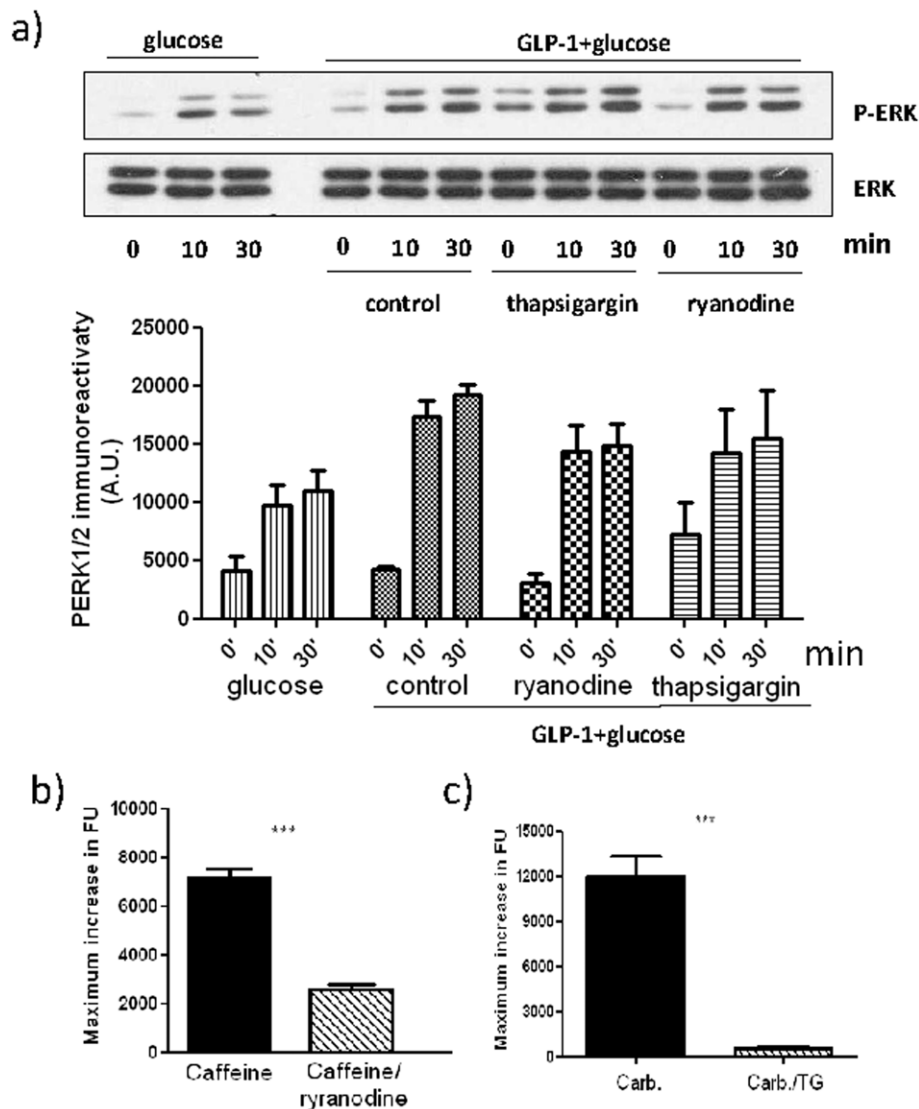 a)
glucose
GLP-1+glucose
P-ERK
ERK
0 10 30 0 10 30 0 10 30 0 10 30 min
control thapsigargin ryanodine
PERK1/2 immunoreactivaty
(A.U.)
25000
20000
15000
10000
5000
0
0' 10' 30' 0' 10' 30' 0' 10' 30' 0' 10' 30' min
glucose control ryanodine thapsigargin
GLP-1+glucose
b)
Maximum increase in FU
10000
8000
6000
4000
2000
0
***
Caffeine
Caffeine/
ryranodine
c)
Maximum increase in FU
15000
12000
9000
6000
3000
0
***
Carb.
Carb./TG